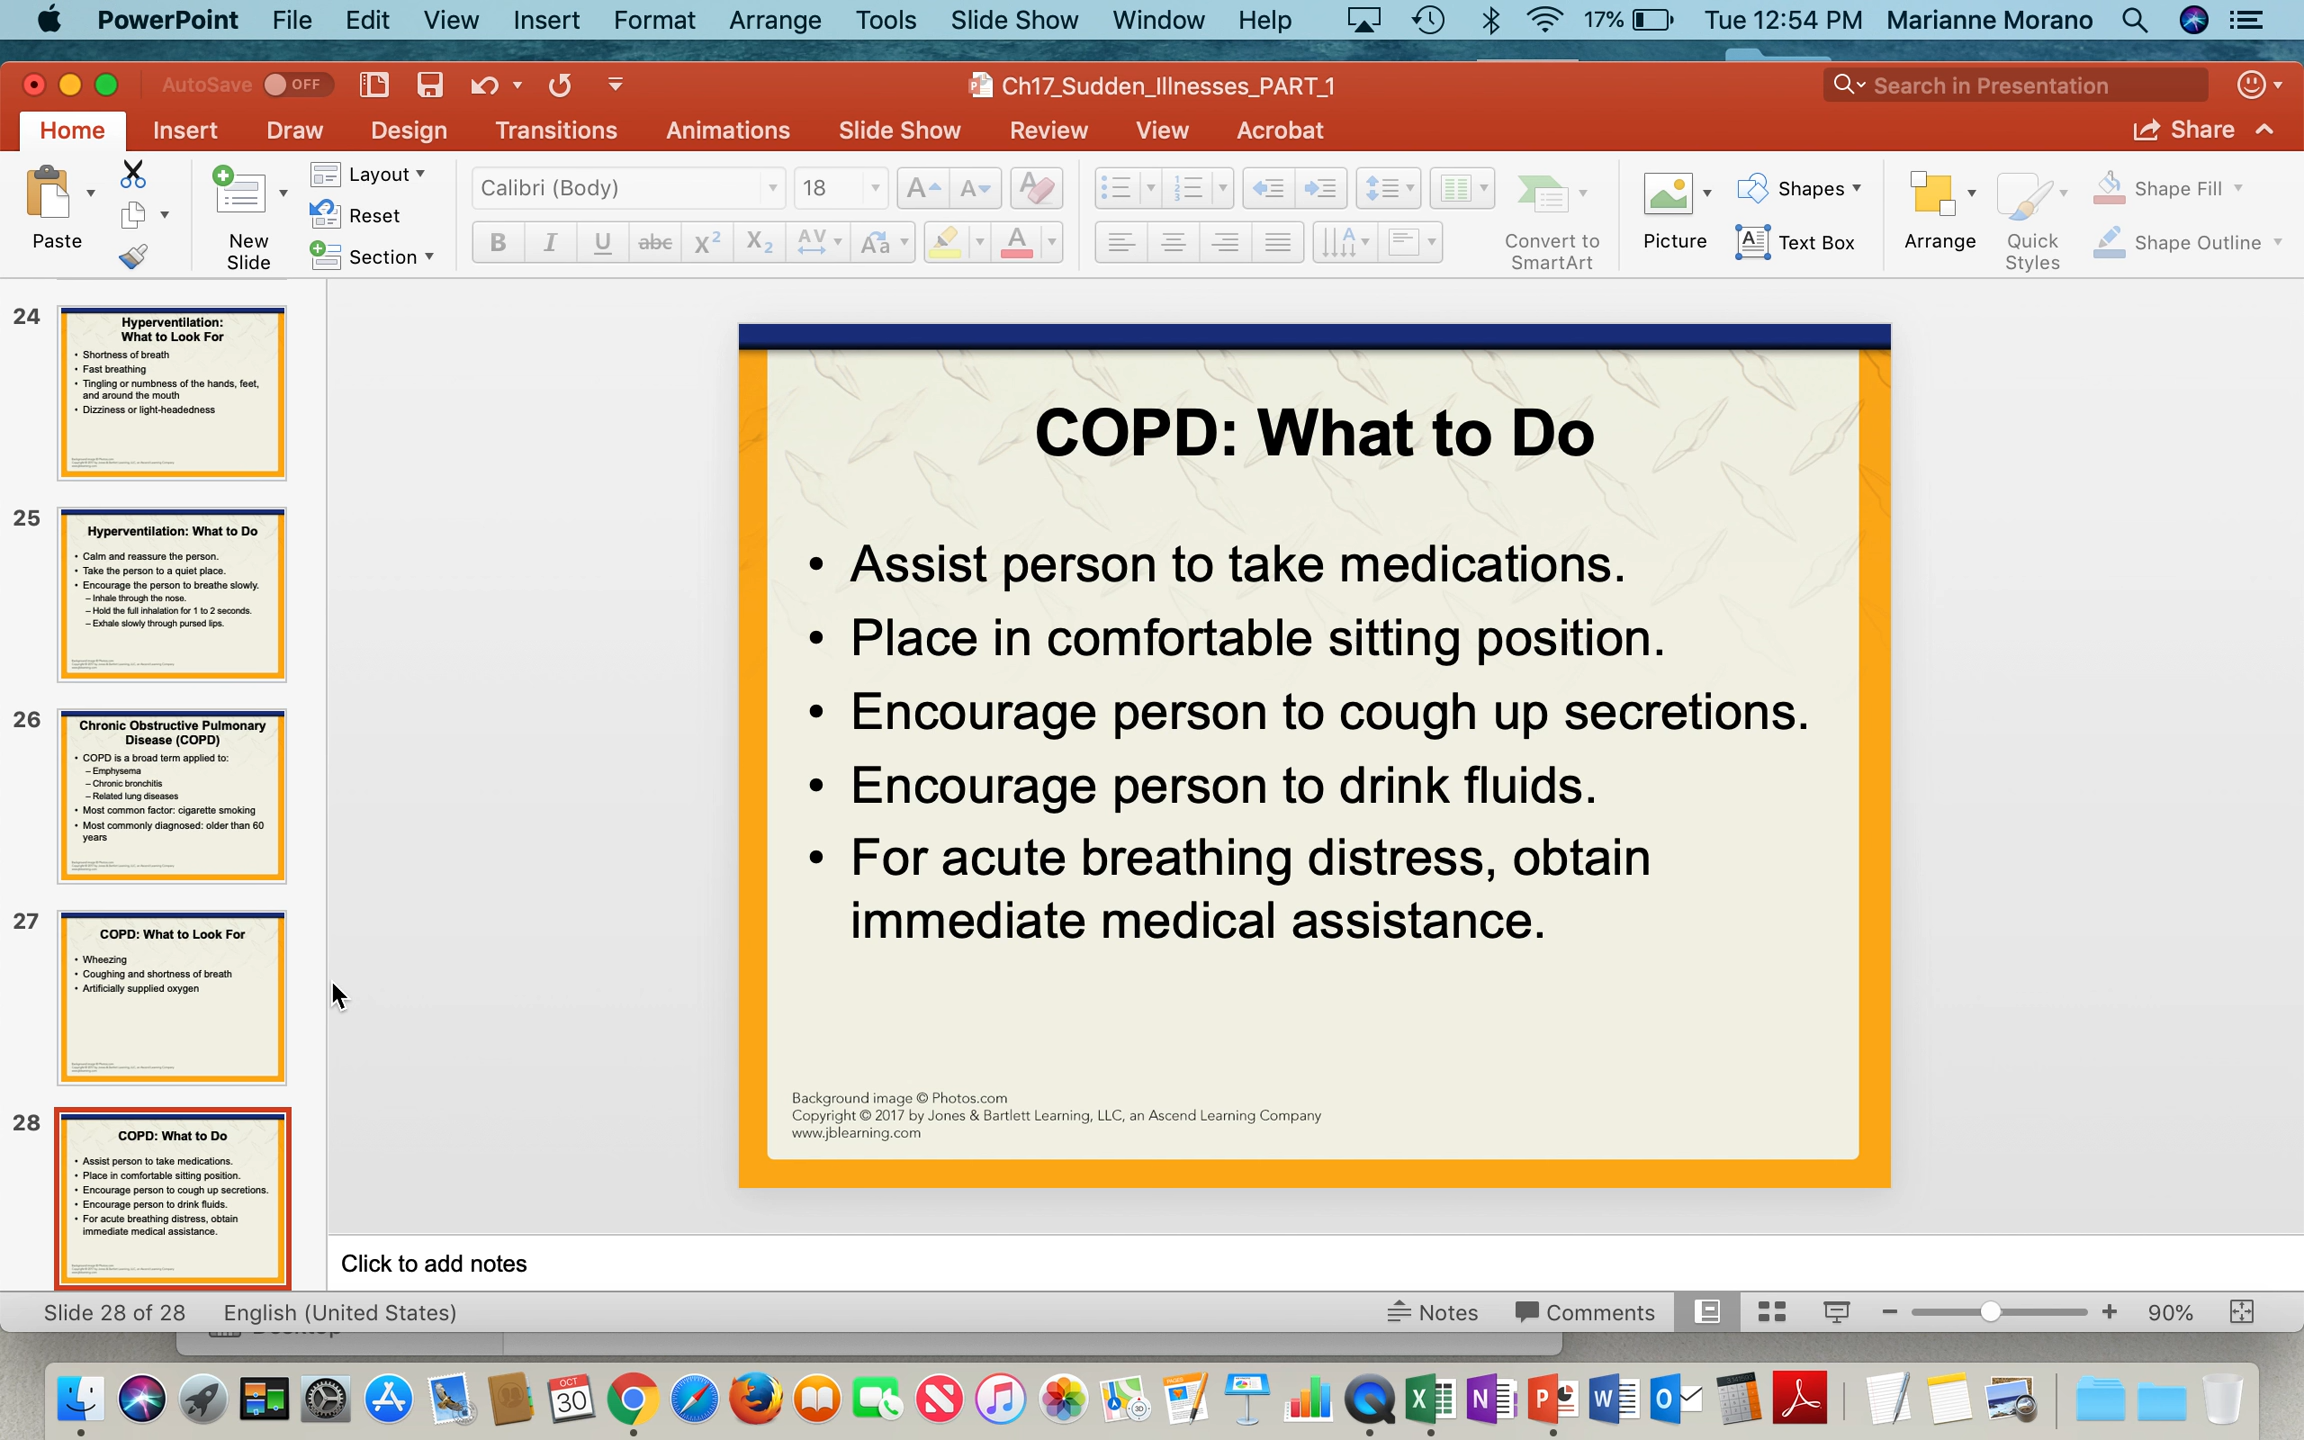 PowerPoint File Edit View Insert Format Arrange Tools Slide Show Window Help 17% Tue 12:54 PM Marianne Morano
AutoSave OFF Ch17_Sudden_Illnesses_PART_1 Search in Presentation
Home Insert Draw Design Transitions Animations Slide Show Review View Acrobat Share
Paste
New
Slide
Layout
Reset
Section
Calibri (Body) 18
Convert to
SmartArt
Picture
Shapes
Text Box
Arrange
Quick
Styles
Shape Fill
Shape Outline
24
Hyperventilation:
What to Look For
• Shortness of breath
• Fast breathing
• Tingling or numbness of the hands, feet,
and around the mouth
• Dizziness or light-headedness
25
Hyperventilation: What to Do
• Calm and reassure the person.
• Take the person to a quiet place.
• Encourage the person to breathe slowly.
– Inhale through the nose.
– Hold the full inhalation for 1 to 2 seconds.
– Exhale slowly through pursed lips.
26
Chronic Obstructive Pulmonary
Disease (COPD)
• COPD is a broad term applied to:
– Emphysema
– Chronic bronchitis
– Related lung diseases
• Most common factor: cigarette smoking
• Most commonly diagnosed: older than 60
years
27
COPD: What to Look For
• Wheezing
• Coughing and shortness of breath
• Artificially supplied oxygen
28
COPD: What to Do
• Assist person to take medications.
• Place in comfortable sitting position.
• Encourage person to cough up secretions.
• Encourage person to drink fluids.
• For acute breathing distress, obtain
immediate medical assistance.
COPD: What to Do
• Assist person to take medications.
• Place in comfortable sitting position.
• Encourage person to cough up secretions.
• Encourage person to drink fluids.
• For acute breathing distress, obtain
immediate medical assistance.
Background image © Photos.com
Copyright © 2017 by Jones & Bartlett Learning, LLC, an Ascend Learning Company
www.jblearning.com
Click to add notes
Slide 28 of 28 English (United States) Notes Comments 90%
OCT
30